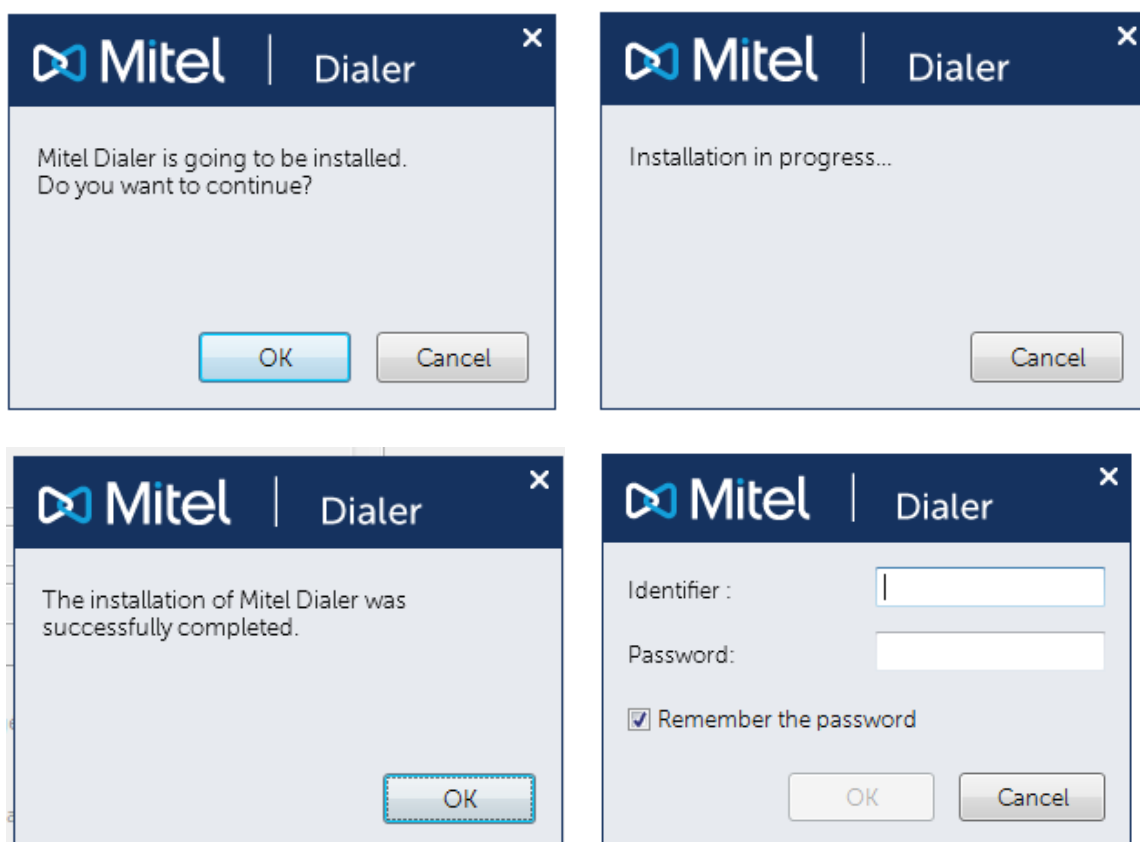 Mitel | Dialer
Mitel Dialer is going to be installed.
Do you want to continue?
OK Cancel
Mitel | Dialer
Installation in progress...
Cancel
Mitel | Dialer
The installation of Mitel Dialer was
successfully completed.
OK
Mitel | Dialer
Identifier :
Password:
Remember the password
OK Cancel